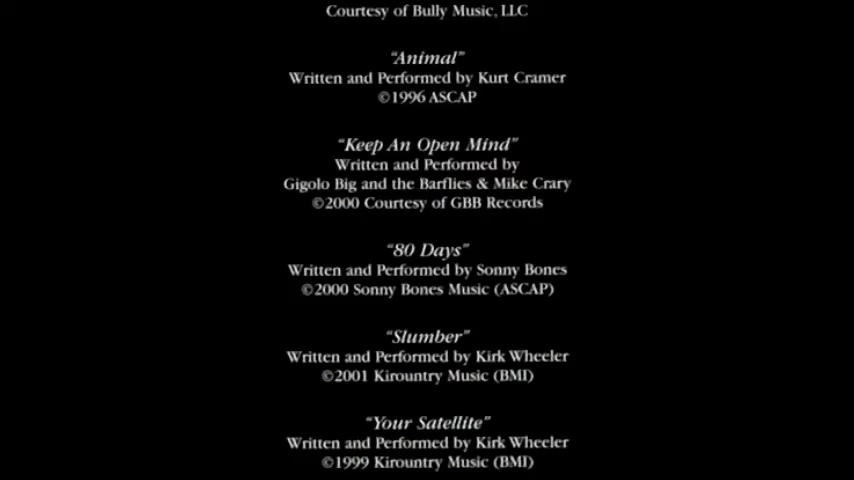 Courtesy of Bully Music, LLC
“Animal”
Written and Performed by Kurt Cramer
©1996 ASCAP
“Keep An Open Mind”
Written and Performed by
Gigolo Big and the Barflies & Mike Crary
©2000 Courtesy of GBB Records
“80 Days”
Written and Performed by Sonny Bones
©2000 Sonny Bones Music (ASCAP)
“Slumber”
Written and Performed by Kirk Wheeler
©2001 Kirountry Music (BMI)
“Your Satellite”
Written and Performed by Kirk Wheeler
©1999 Kirountry Music (BMI)